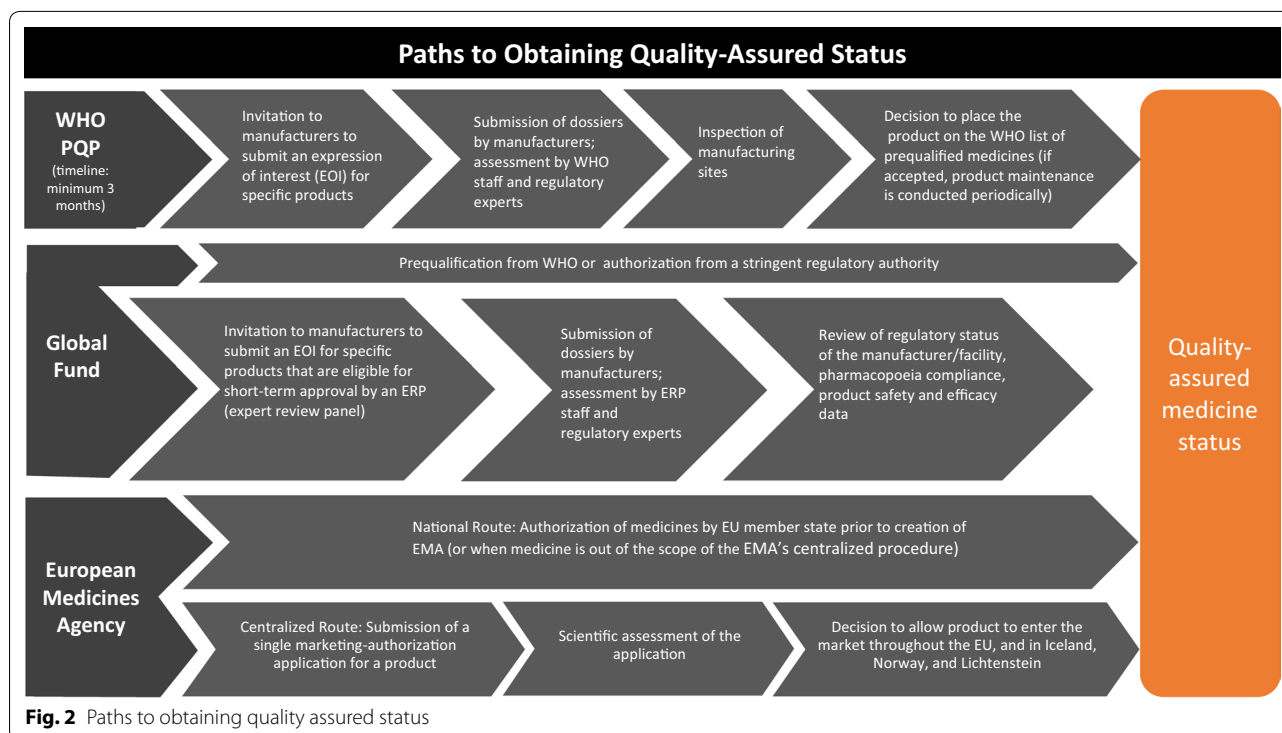 Paths to Obtaining Quality-Assured Status
WHO
PQP
(timeline:
minimum 3
months)
Invitation to
manufacturers to
submit an expression
of interest (EOI) for
specific products
Submission of dossiers
by manufacturers;
assessment by WHO
staff and regulatory
experts
Inspection of
manufacturing
sites
Decision to place the
product on the WHO list of
prequalified medicines (if
accepted, product maintenance
is conducted periodically)
Global
Fund
Prequalification from WHO or authorization from a stringent regulatory authority
Invitation to manufacturers to
submit an EOI for specific
products that are eligible for
short-term approval by an ERP
(expert review panel)
Submission of
dossiers by
manufacturers;
assessment by ERP
staff and
regulatory experts
Review of regulatory status
of the manufacturer/facility,
pharmacopoeia compliance,
product safety and efficacy
data
European
Medicines
Agency
National Route: Authorization of medicines by EU member state prior to creation of
EMA (or when medicine is out of the scope of the EMA's centralized procedure)
Centralized Route: Submission of a
single marketing-authorization
application for a product
Scientific assessment of the
application
Decision to allow product to enter the
market throughout the EU, and in Iceland,
Norway, and Lichtenstein
Quality-
assured
medicine
status
Fig. 2 Paths to obtaining quality assured status